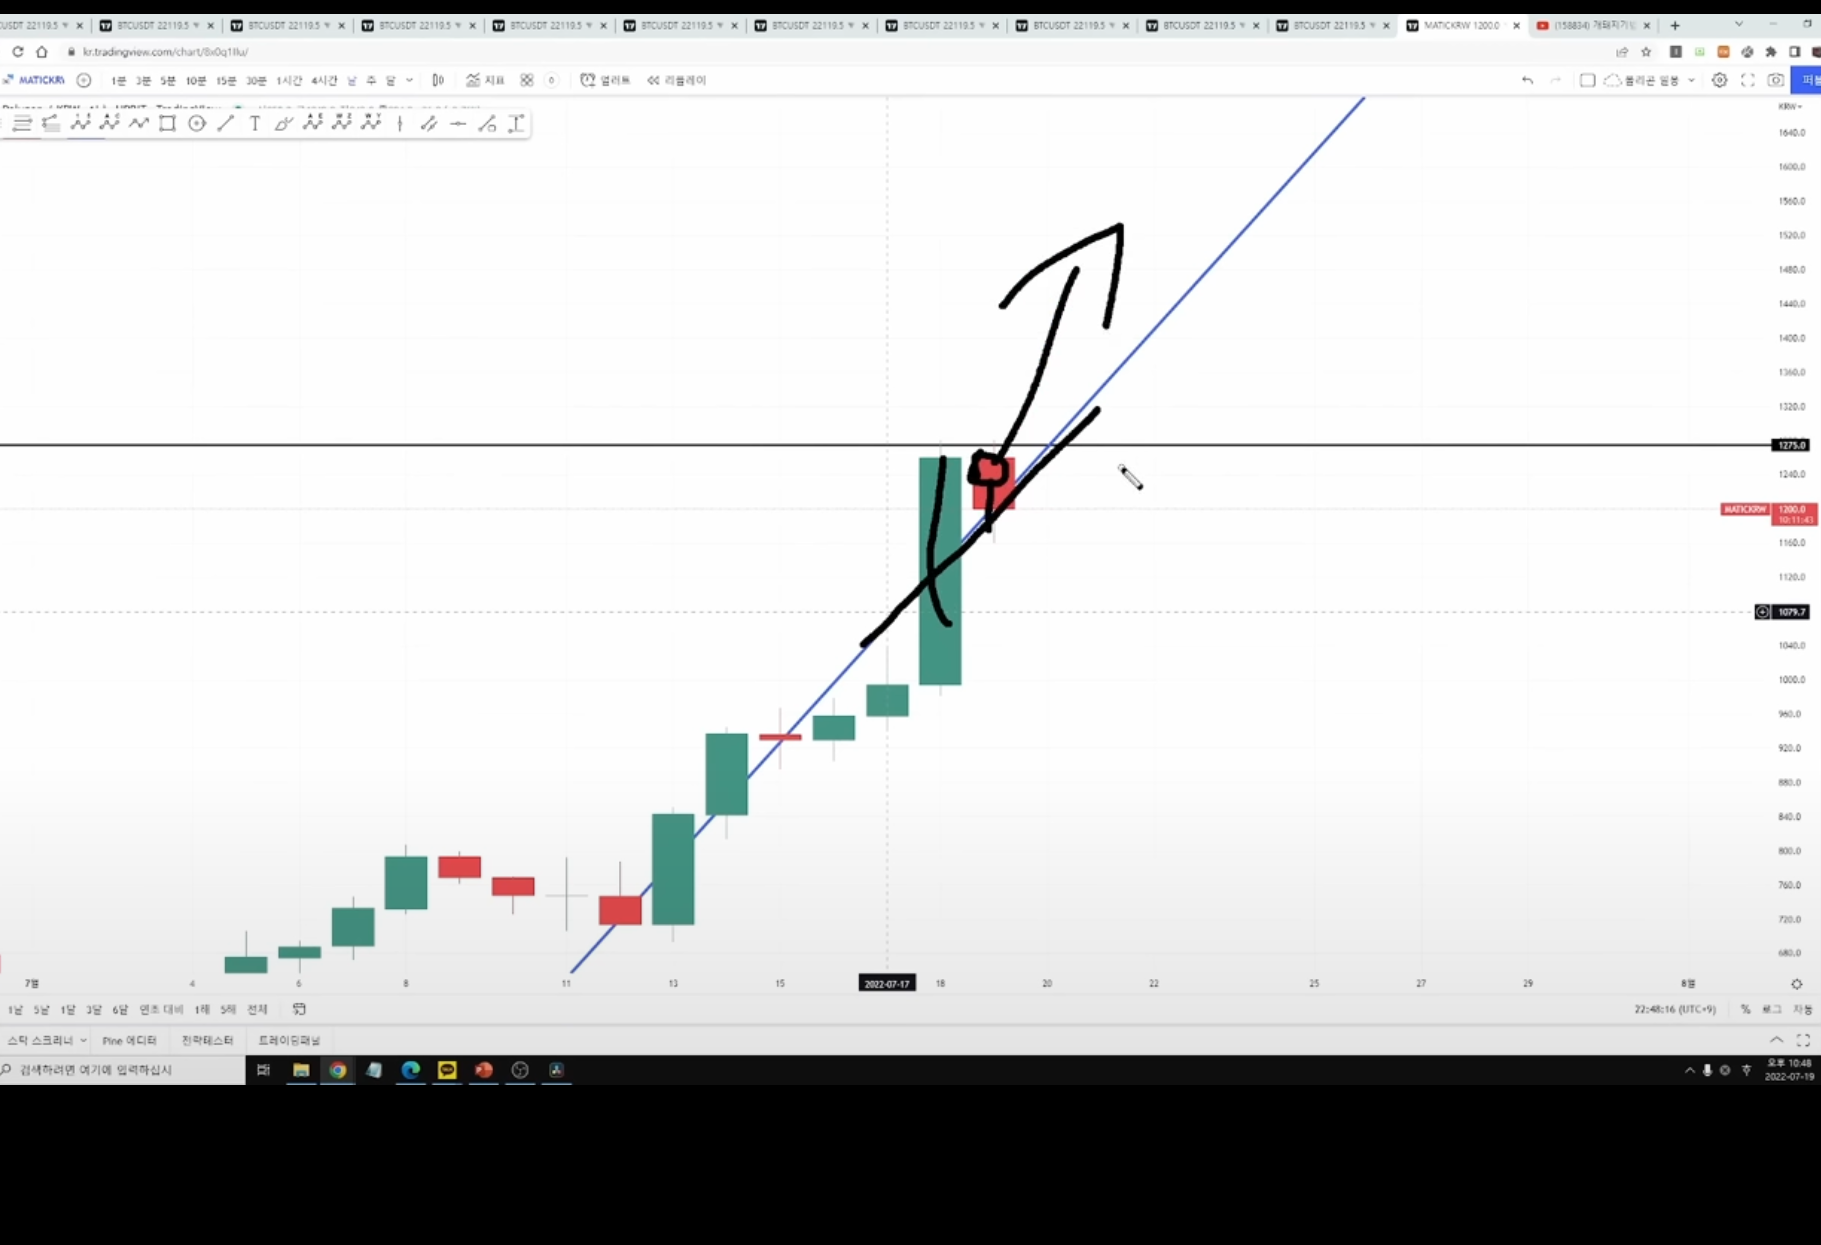 BTCUSDT 22119.5 BTCUSDT 22119.5 BTCUSDT 22119.5 BTCUSDT 22119.5 BTCUSDT 22119.5 BTCUSDT 22119.5 BTCUSDT 22119.5 BTCUSDT 22119.5 BTCUSDT 22119.5 BTCUSDT 22119.5 MATICKRW 1200.0
kr.tradingview.com/chart/8x0q1IIu/
MATICKRW 1분 3분 5분 10분 15분 30분 1시간 4시간 날 주 달 지표 얼러트 리플레이 폴리곤 일봉
KRW
1640.0
1600.0
1560.0
1520.0
1480.0
1440.0
1400.0
1360.0
1320.0
1275.0
1240.0
MATICKRW 1200.0
10:11:43
1160.0
1120.0
1079.7
1040.0
1000.0
960.0
920.0
880.0
840.0
800.0
760.0
720.0
680.0
7월 4 6 8 11 13 15 2022-07-17 18 20 22 25 27 29 8월
1날 5날 1달 3달 6달 연초 대비 1해 5해 전체 22:48:16 (UTC+9) % 로그 자동
스탁 스크리너 Pine 에디터 전략테스터 트레이딩패널
검색하려면 여기에 입력하십시 오후 10:48
2022-07-19